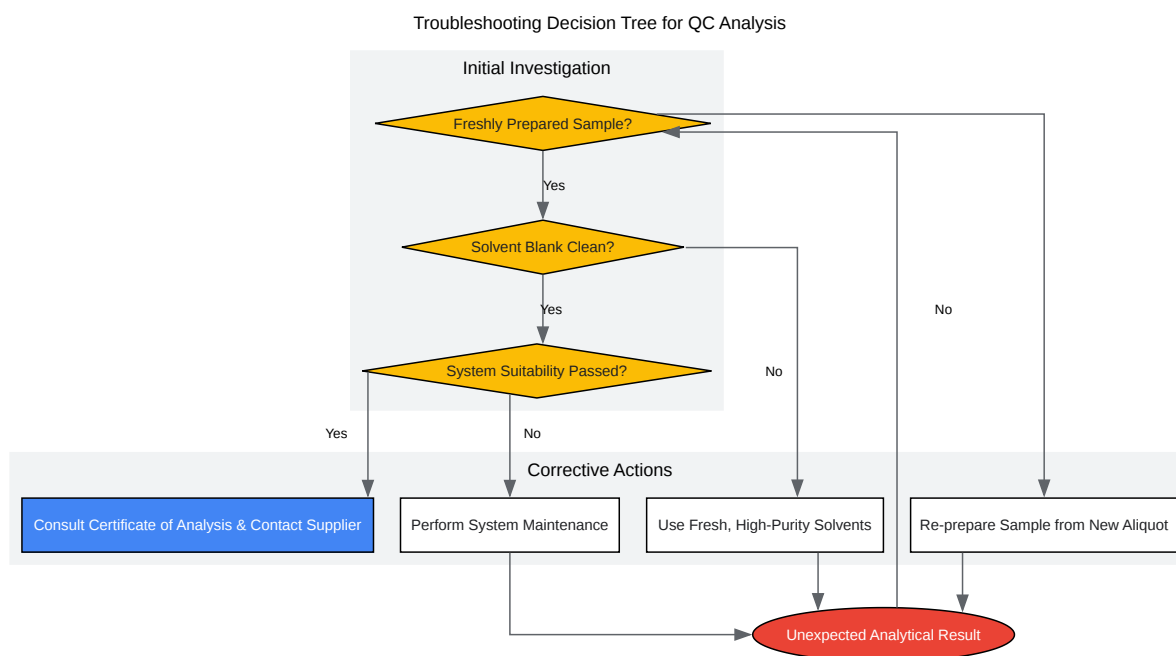 Troubleshooting Decision Tree for QC Analysis
Initial Investigation
Freshly Prepared Sample?
Yes
Solvent Blank Clean?
Yes
No
System Suitability Passed?
No
Yes
No
Corrective Actions
Consult Certificate of Analysis & Contact Supplier
Perform System Maintenance
Use Fresh, High-Purity Solvents
Re-prepare Sample from New Aliquot
Unexpected Analytical Result